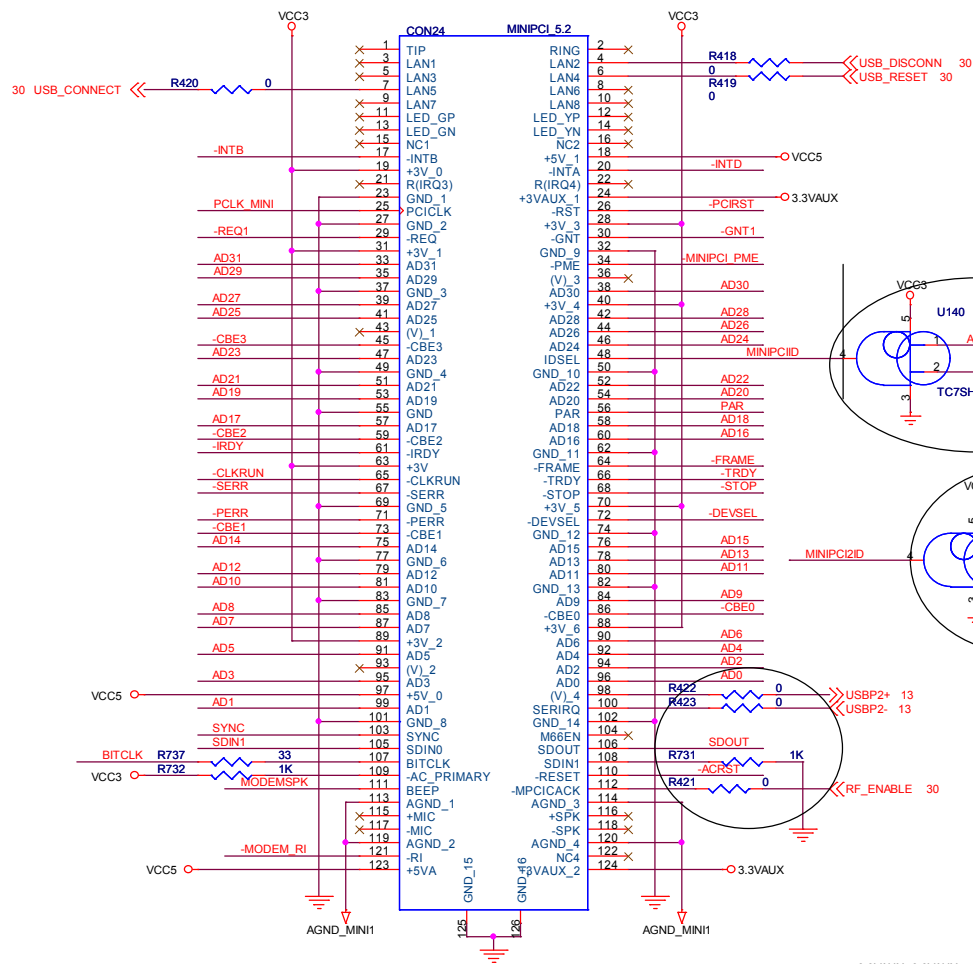 VCC3
VCC3
CON24 MINIPCI_5.2
1 TIP RING 2
3 LAN1 LAN2 4 R418 0 USB_DISCONN 30
5 LAN3 LAN4 6 R419 0 USB_RESET 30
30 USB_CONNECT R420 0 7 LAN5 LAN6 8
9 LAN7 LAN8 10
11 LED_GP LED_YP 12
13 LED_GN LED_YN 14
15 NC1 NC2 16
-INTB 17 -INTB +5V_1 18 VCC5
19 +3V_0 -INTA 20 -INTD
21 R(IRQ3) R(IRQ4) 22
23 GND_1 +3VAUX_1 24 3.3VAUX
PCLK_MINI 25 PCICLK -RST 26 -PCIRST
27 GND_2 +3V_3 28
-REQ1 29 -REQ -GNT 30 -GNT1
31 +3V_1 GND_9 32
AD31 33 AD31 -PME 34 -MINIPCI_PME
AD29 35 AD29 (V)_3 36
37 GND_3 AD30 38 AD30
AD27 39 AD27 +3V_4 40
AD25 41 AD25 AD28 42 AD28
43 (V)_1 AD26 44 AD26
-CBE3 45 -CBE3 AD24 46 AD24
AD23 47 AD23 IDSEL 48 MINIPCIID
49 GND_4 GND_10 50
AD21 51 AD21 AD22 52 AD22
AD19 53 AD19 AD20 54 AD20
55 GND PAR 56 PAR
AD17 57 AD17 AD18 58 AD18
-CBE2 59 -CBE2 AD16 60 AD16
-IRDY 61 -IRDY GND_11 62
63 +3V -FRAME 64 -FRAME
-CLKRUN 65 -CLKRUN -TRDY 66 -TRDY
-SERR 67 -SERR -STOP 68 -STOP
69 GND_5 +3V_5 70
-PERR 71 -PERR -DEVSEL 72 -DEVSEL
-CBE1 73 -CBE1 GND_12 74
AD14 75 AD14 AD15 76 AD15
77 GND_6 AD13 78 AD13
AD12 79 AD12 AD11 80 AD11
AD10 81 AD10 GND_13 82
83 GND_7 AD9 84 AD9
AD8 85 AD8 -CBE0 86 -CBE0
AD7 87 AD7 +3V_6 88
89 +3V_2 AD6 90 AD6
AD5 91 AD5 AD4 92 AD4
93 (V)_2 AD2 94 AD2
AD3 95 AD3 AD0 96 AD0
VCC5 97 +5V_0 (V)_4 98 R422 0 USBP2+ 13
AD1 99 AD1 SERIRQ 100 R423 0 USBP2- 13
101 GND_8 GND_14 102
SYNC 103 SYNC M66EN 104
SDIN1 105 SDIN0 SDOUT 106 SDOUT
BITCLK R737 33 107 BITCLK SDIN1 108 R731 1K
VCC3 R732 1K 109 -AC_PRIMARY -RESET 110 -ACRST
MODEMSPK 111 BEEP -MPCICACK 112 R421 0 RF_ENABLE 30
113 AGND_1 AGND_3 114
115 +MIC +SPK 116
117 -MIC -SPK 118
119 AGND_2 AGND_4 120
-MODEM_RI 121 -RI NC4 122
VCC5 123 +5VA +3VAUX_2 124 3.3VAUX
GND_15 GND_16
125 126
AGND_MINI1
AGND_MINI1
VCC3
U140
5
1
4
2
3
TC7SH
MINIPCI2ID 4
5
3